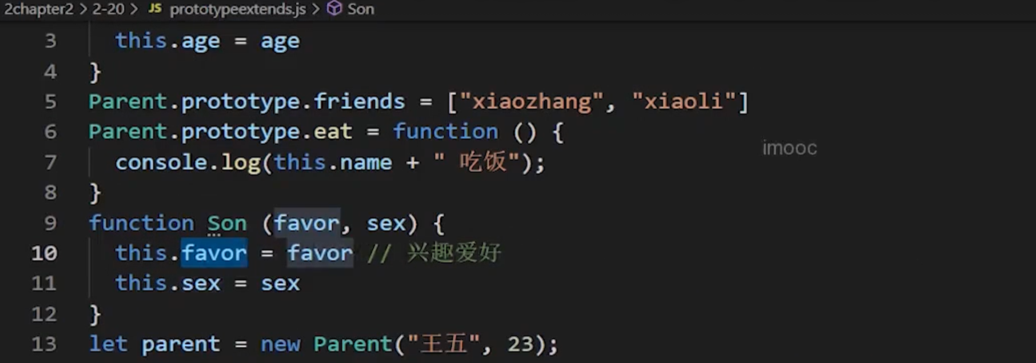 2chapter2 > 2-20 > JS prototypeextends.js > Son
3 this.age = age
4 }
5 Parent.prototype.friends = ["xiaozhang", "xiaoli"]
6 Parent.prototype.eat = function () {
7 console.log(this.name + " 吃饭");
8 }
imooc
9 function Son (favor, sex) {
10 this.favor = favor // 兴趣爱好
11 this.sex = sex
12 }
13 let parent = new Parent("王五", 23);